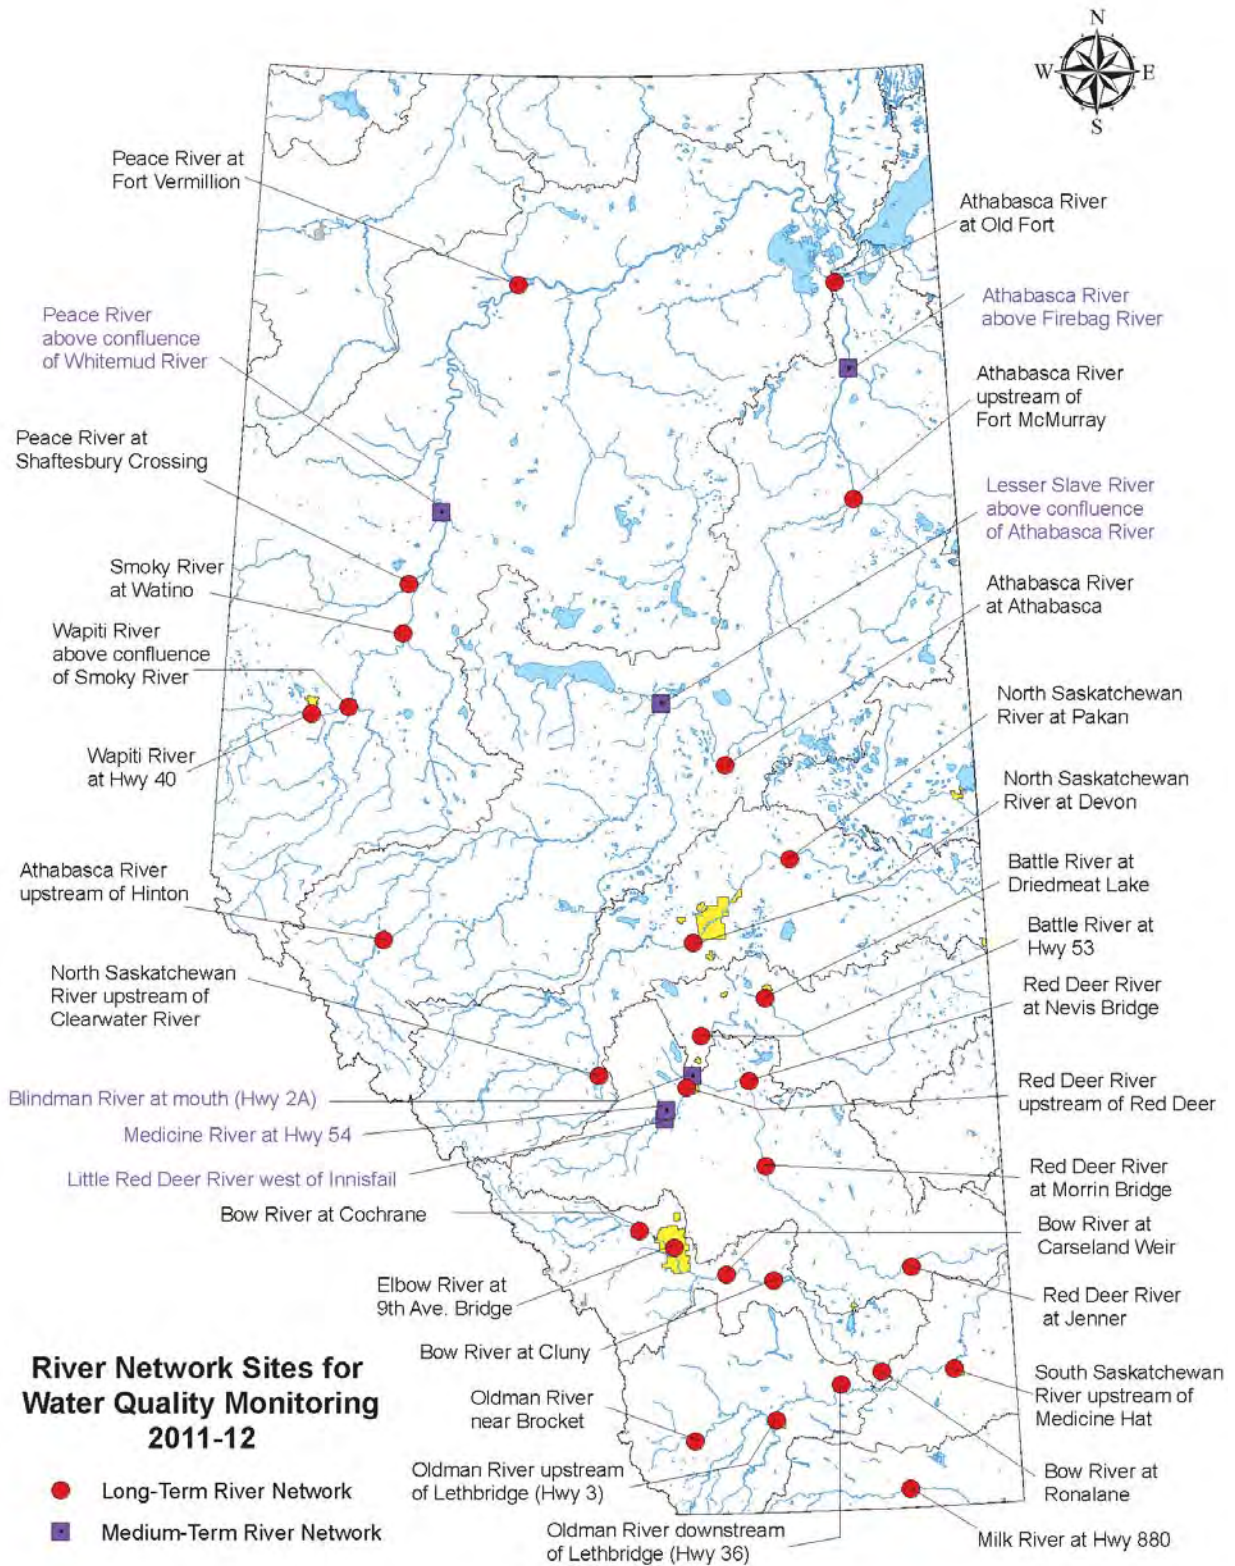 N
W
E
S
Peace River at
Fort Vermillion
Athabasca River
at Old Fort
Peace River
above confluence
of Whitemud River
Athabasca River
above Firebag River
Athabasca River
upstream of
Fort McMurray
Peace River at
Shaftesbury Crossing
Lesser Slave River
above confluence
of Athabasca River
Smoky River
at Watino
Athabasca River
at Athabasca
Wapiti River
above confluence
of Smoky River
North Saskatchewan
River at Pakan
Wapiti River
at Hwy 40
North Saskatchewan
River at Devon
Athabasca River
upstream of Hinton
Battle River at
Driedmeat Lake
Battle River at
Hwy 53
North Saskatchewan
River upstream of
Clearwater River
Red Deer River
at Nevis Bridge
Blindman River at mouth (Hwy 2A)
Red Deer River
upstream of Red Deer
Medicine River at Hwy 54
Little Red Deer River west of Innisfail
Red Deer River
at Morrin Bridge
Bow River at Cochrane
Bow River at
Carseland Weir
Elbow River at
9th Ave. Bridge
Red Deer River
at Jenner
Bow River at Cluny
South Saskatchewan
River upstream of
Medicine Hat
Oldman River
near Brocket
Oldman River upstream
of Lethbridge (Hwy 3)
Bow River at
Ronalane
Oldman River downstream
of Lethbridge (Hwy 36)
Milk River at Hwy 880
River Network Sites for
Water Quality Monitoring
2011-12
Long-Term River Network
Medium-Term River Network